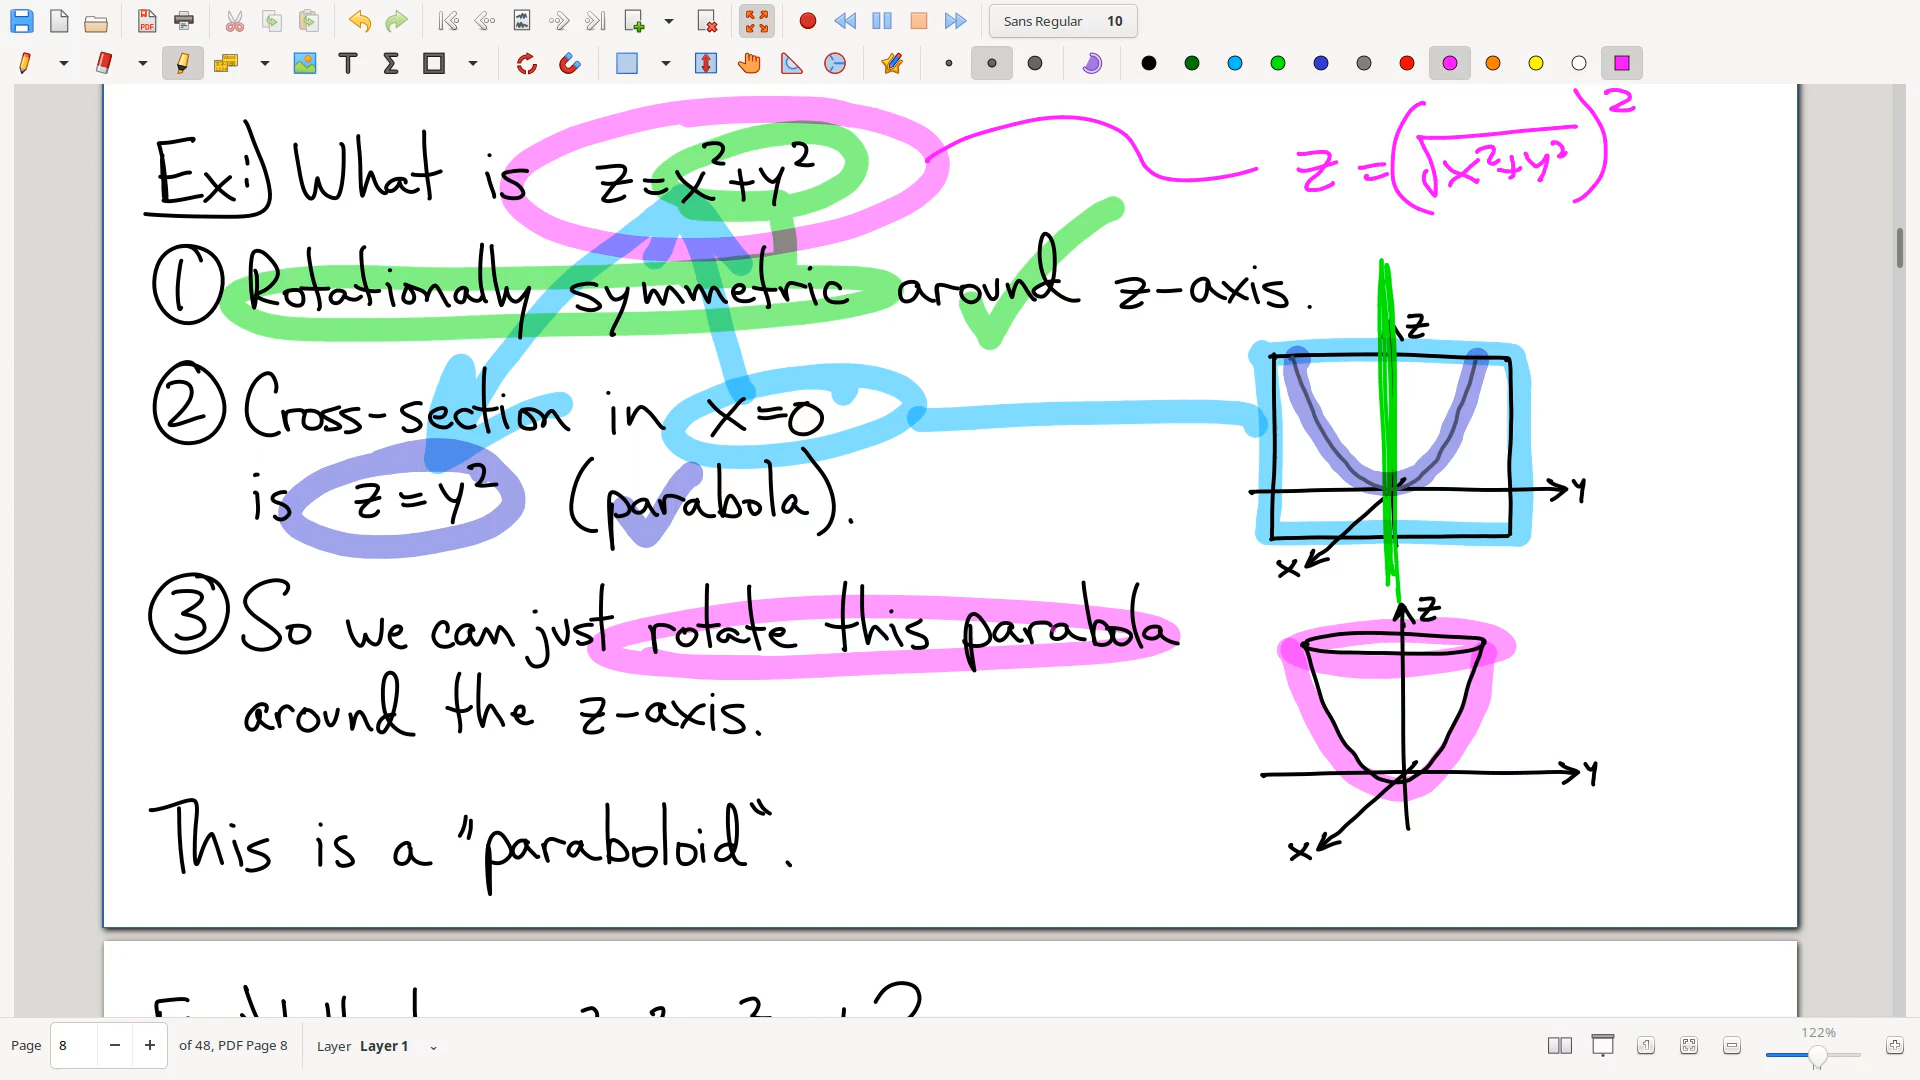 Sans Regular 10
Ex:) What is z=x²+y²
z=(√x²+y²)²
① Rotationally symmetric around z-axis.
② Cross-section in x=0
is z=y² (parabola).
z
y
x
③ So we can just rotate this parabola
around the z-axis.
z
y
x
This is a "paraboloid".
Page 8 − + of 48, PDF Page 8 Layer Layer 1 122%